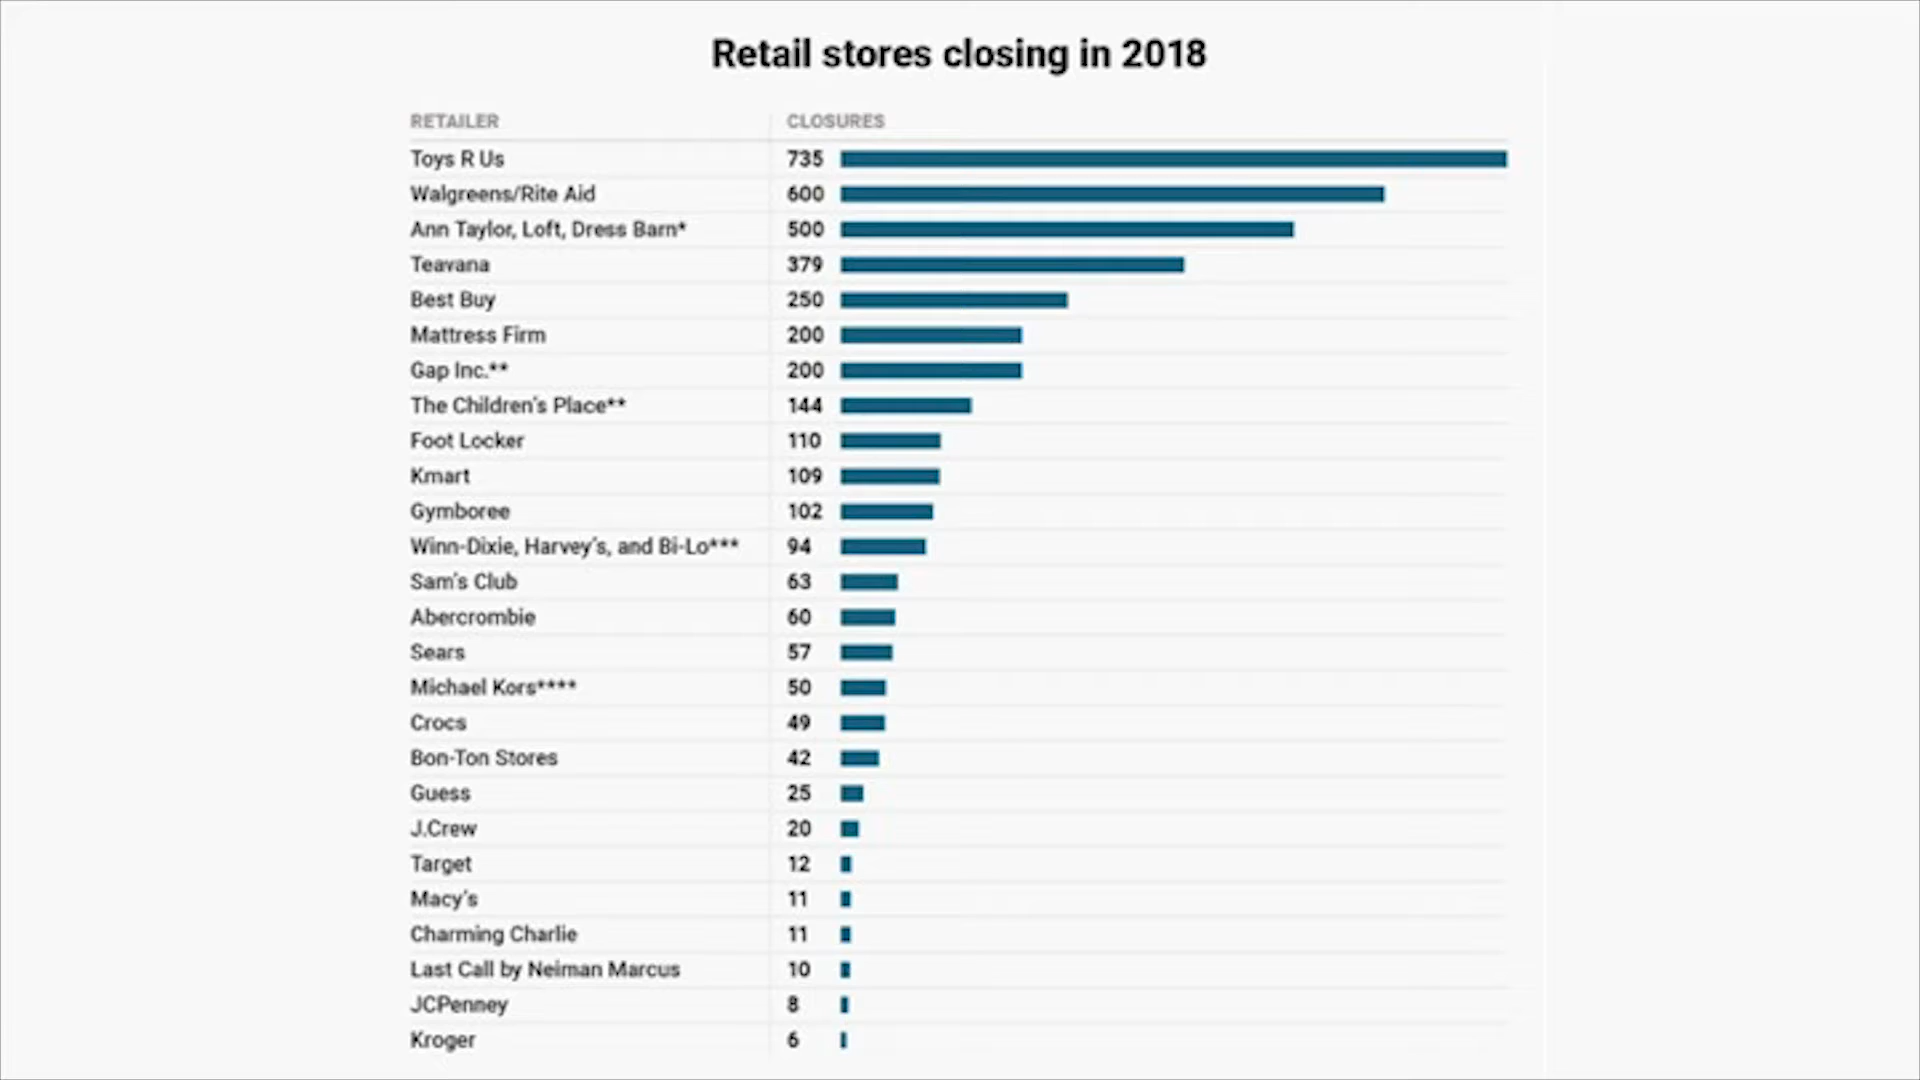 Retail stores closing in 2018
RETAILER CLOSURES
Toys R Us 735
Walgreens/Rite Aid 600
Ann Taylor, Loft, Dress Barn* 500
Teavana 379
Best Buy 250
Mattress Firm 200
Gap Inc.** 200
The Children's Place** 144
Foot Locker 110
Kmart 109
Gymboree 102
Winn-Dixie, Harvey's, and Bi-Lo*** 94
Sam's Club 63
Abercrombie 60
Sears 57
Michael Kors**** 50
Crocs 49
Bon-Ton Stores 42
Guess 25
J.Crew 20
Target 12
Macy's 11
Charming Charlie 11
Last Call by Neiman Marcus 10
JCPenney 8
Kroger 6